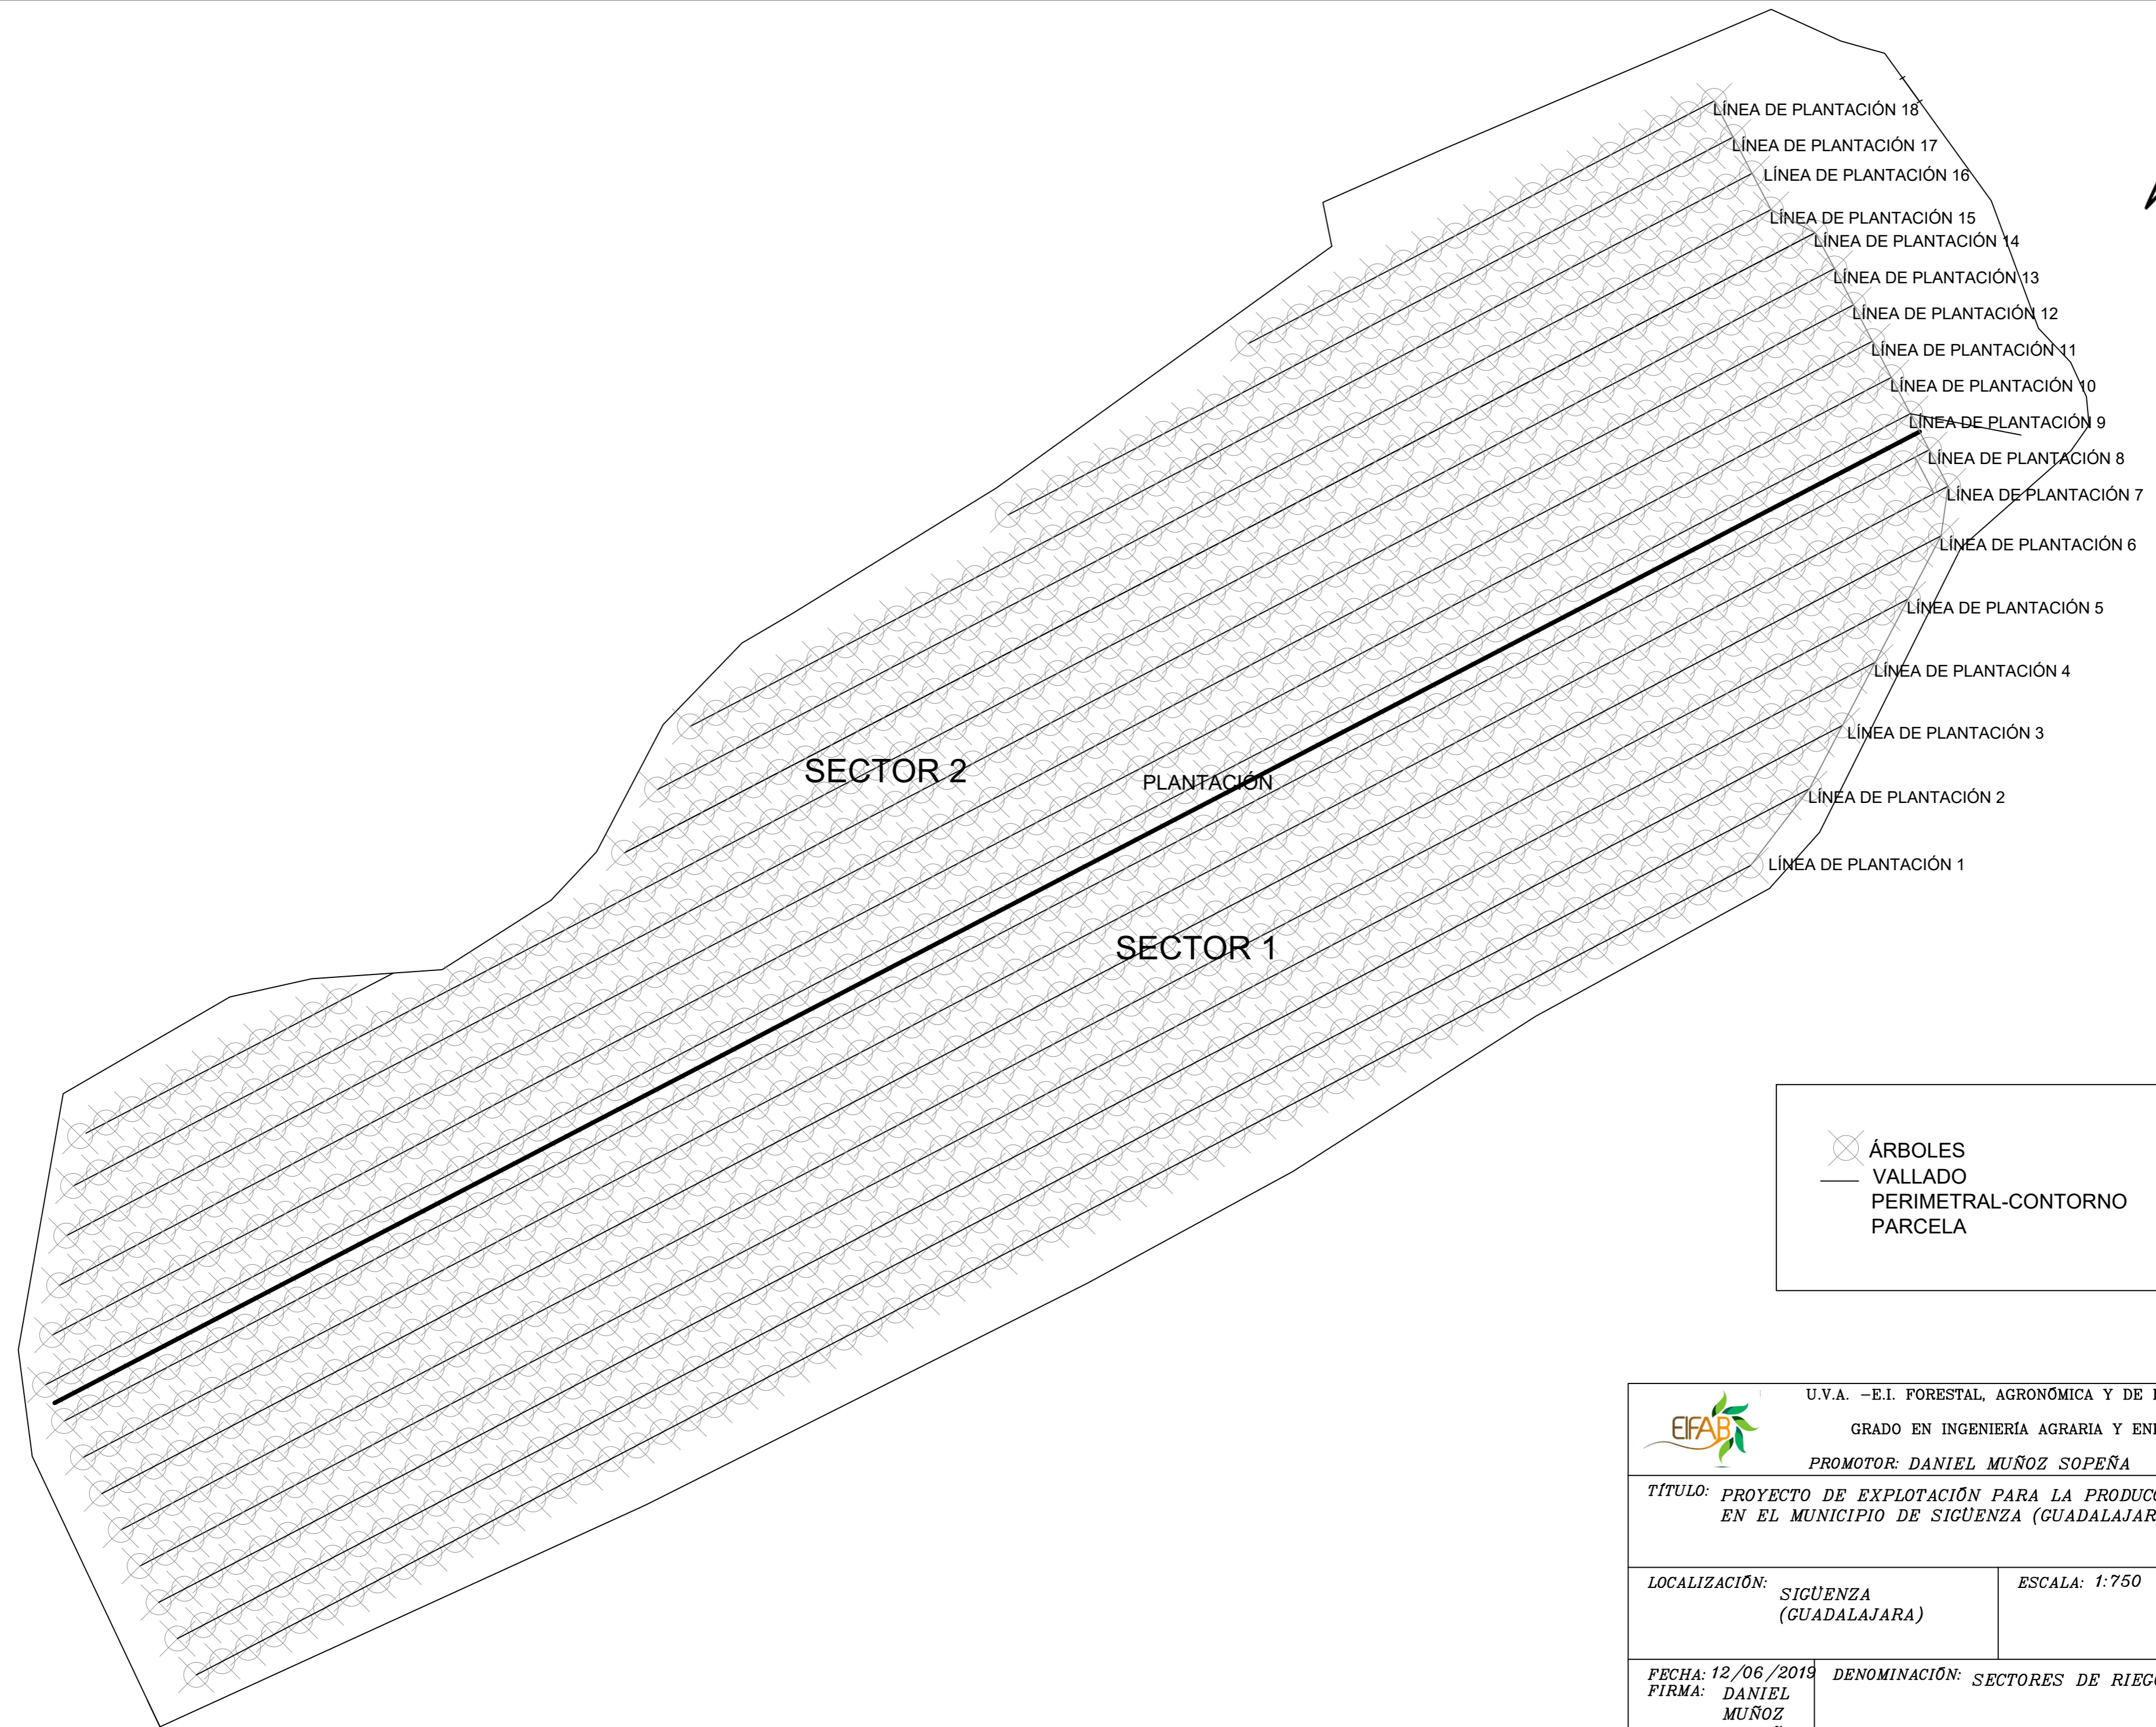 LÍNEA DE PLANTACIÓN 18
LÍNEA DE PLANTACIÓN 17
LÍNEA DE PLANTACIÓN 16
LÍNEA DE PLANTACIÓN 15
LÍNEA DE PLANTACIÓN 14
LÍNEA DE PLANTACIÓN 13
LÍNEA DE PLANTACIÓN 12
LÍNEA DE PLANTACIÓN 11
LÍNEA DE PLANTACIÓN 10
LÍNEA DE PLANTACIÓN 9
LÍNEA DE PLANTACIÓN 8
LÍNEA DE PLANTACIÓN 7
LÍNEA DE PLANTACIÓN 6
LÍNEA DE PLANTACIÓN 5
LÍNEA DE PLANTACIÓN 4
LÍNEA DE PLANTACIÓN 3
LÍNEA DE PLANTACIÓN 2
LÍNEA DE PLANTACIÓN 1
SECTOR 2
PLANTACIÓN
SECTOR 1
ÁRBOLES
VALLADO
PERIMETRAL-CONTORNO
PARCELA
EIFAB
U.V.A. -E.I. FORESTAL, AGRONÓMICA Y DE
GRADO EN INGENIERÍA AGRARIA Y
PROMOTOR: DANIEL MUÑOZ SOPEÑA
TÍTULO: PROYECTO DE EXPLOTACIÓN PARA LA
EN EL MUNICIPIO DE SIGÜENZA
LOCALIZACIÓN:
SIGÜENZA
(GUADALAJARA)
ESCALA: 1:750
FECHA: 12/06/2019
FIRMA: DANIEL
MUÑOZ
DENOMINACIÓN: SECTORES DE